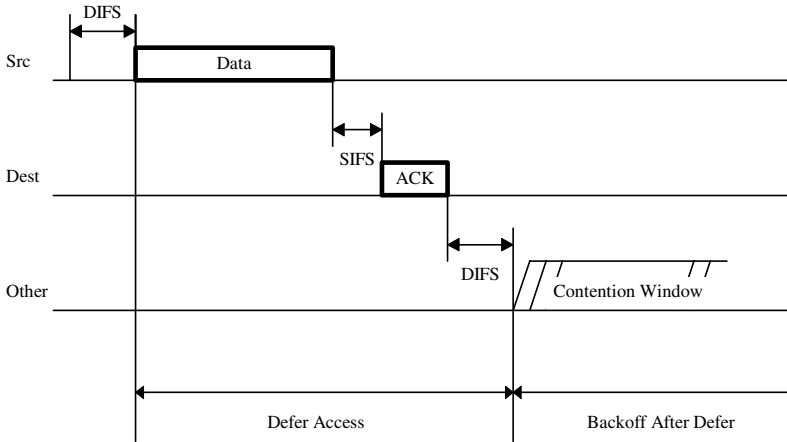 DIFS
Src
Data
SIFS
Dest
ACK
DIFS
Other
Contention Window
Defer Access
Backoff After Defer